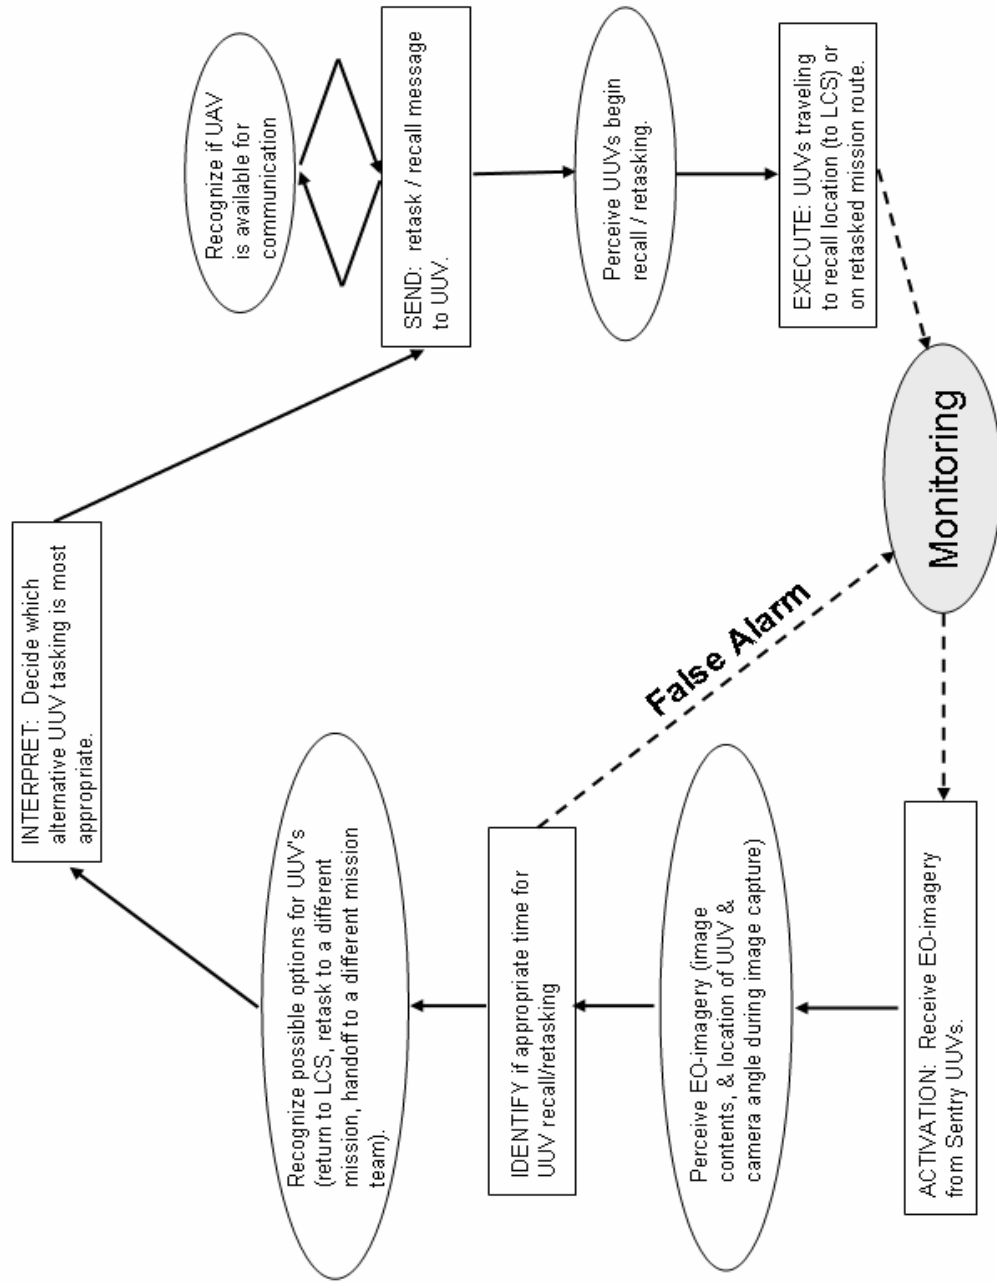 ACTIVATION:  Receive EO-imagery
from Sentry UUVs.
Perceive EO-imagery (image
contents, & location of UUV &
camera angle during image capture)
IDENTIFY if appropriate time for
UUV recall/retasking
Recognize possible options for UUV's
(return to LCS, retask to a different
mission, handoff to a different mission
team).
INTERPRET:  Decide which
alternative UUV tasking is most
appropriate.
Recognize if UAV
is available for
communication
SEND:  retask / recall message
to UUV.
Perceive UUVs begin
recall / retasking.
EXECUTE: UUVs traveling
to recall location (to LCS) or
on retasked mission route.
False Alarm
Monitoring